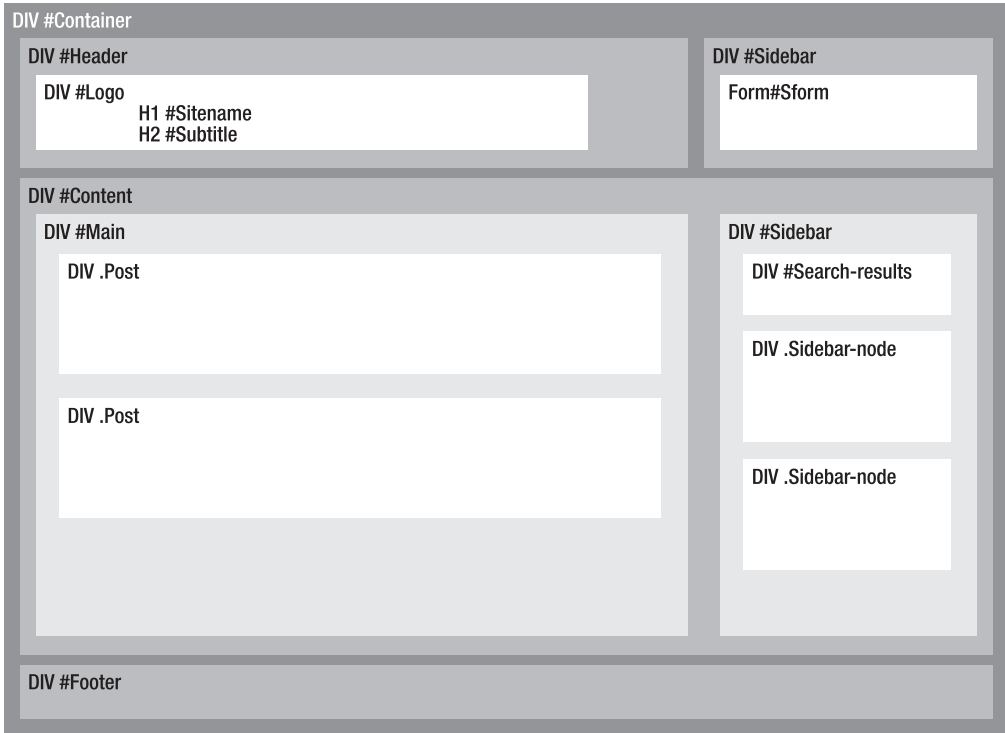 DIV #Container
DIV #Header
DIV #Logo
H1 #Sitename
H2 #Subtitle
DIV #Sidebar
Form#Sform
DIV #Content
DIV #Main
DIV .Post
DIV .Post
DIV #Sidebar
DIV #Search-results
DIV .Sidebar-node
DIV .Sidebar-node
DIV #Footer